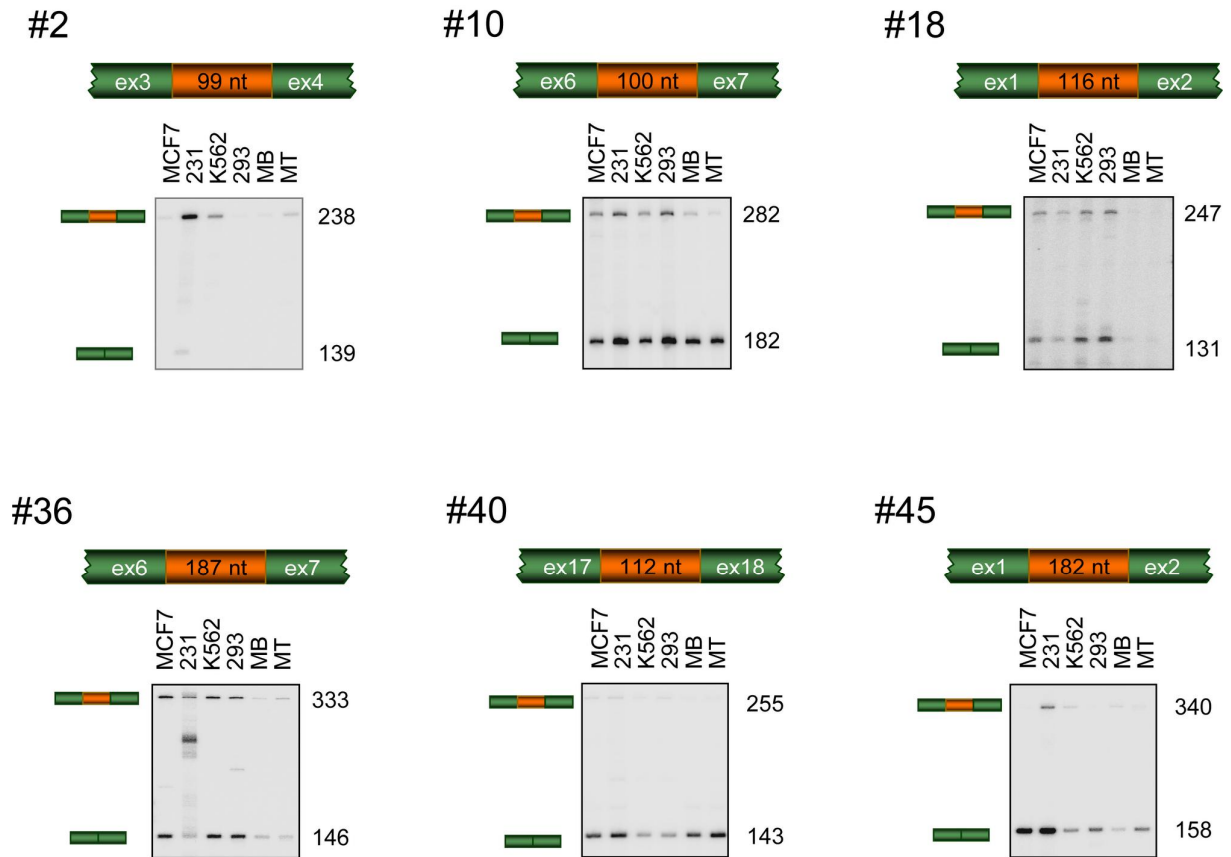 #2
ex3 99 nt ex4
MCF7 231 K562 293 MB MT
238
139
#10
ex6 100 nt ex7
MCF7 231 K562 293 MB MT
282
182
#18
ex1 116 nt ex2
MCF7 231 K562 293 MB MT
247
131
#36
ex6 187 nt ex7
MCF7 231 K562 293 MB MT
333
146
#40
ex17 112 nt ex18
MCF7 231 K562 293 MB MT
255
143
#45
ex1 182 nt ex2
MCF7 231 K562 293 MB MT
340
158